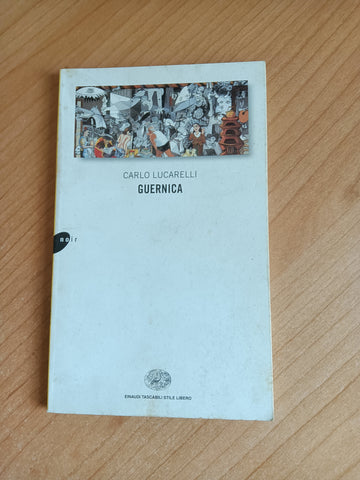 CARLO LUCARELLI
GUERNICA
noir
EINAUDI TASCABILI STILE LIBERO